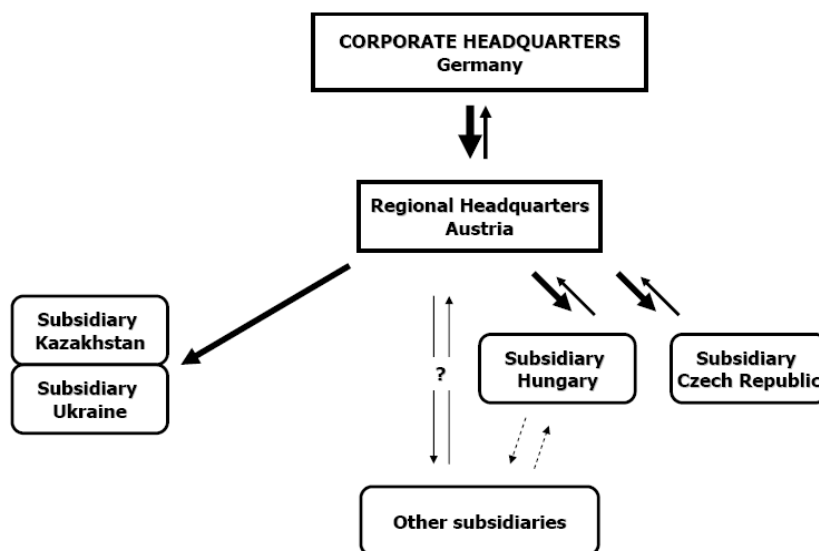 CORPORATE HEADQUARTERS
Germany
Regional Headquarters
Austria
Subsidiary
Kazakhstan
Subsidiary
Ukraine
?
Subsidiary
Hungary
Subsidiary
Czech Republic
Other subsidiaries